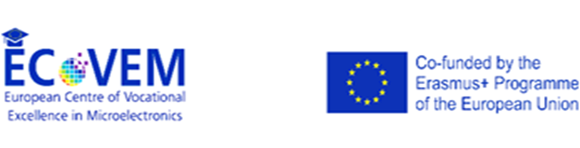 ECoVEM
European Centre of Vocational
Excellence in Microelectronics
Co-funded by the
Erasmus+ Programme
of the European Union